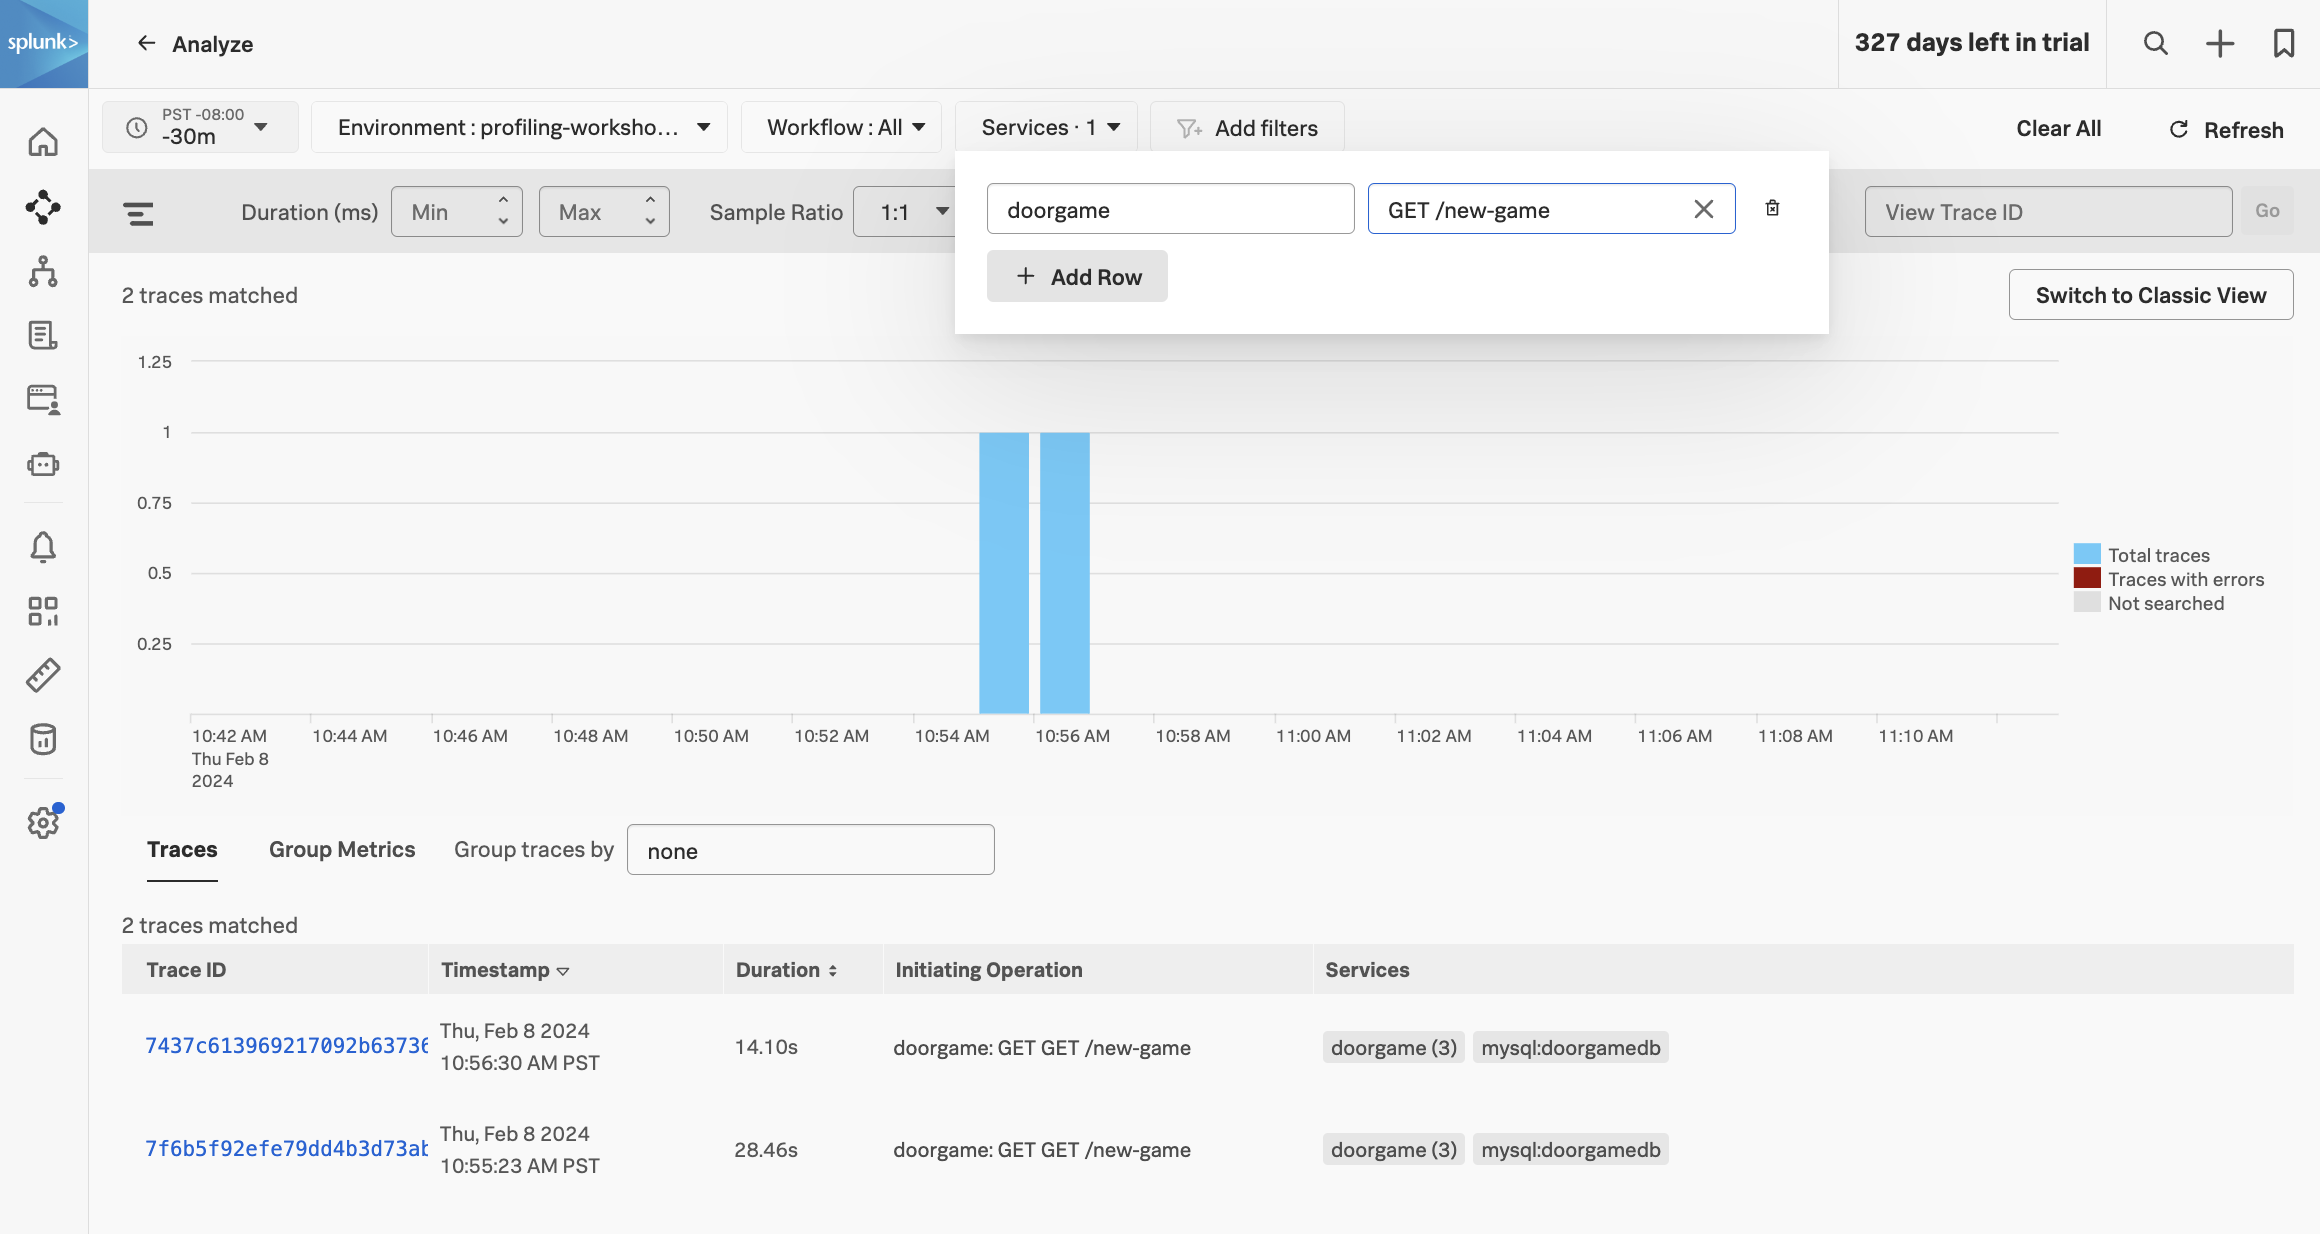 splunk>
Analyze
327 days left in trial
PST -08:00
-30m
Environment : profiling-worksho...
Workflow : All
Services · 1
Add filters
Clear All
Refresh
Duration (ms)
Min
Max
Sample Ratio
1:1
doorgame
GET /new-game
View Trace ID
Go
Add Row
2 traces matched
Switch to Classic View
1.25
1
0.75
0.5
0.25
Total traces
Traces with errors
Not searched
10:42 AM 10:44 AM 10:46 AM 10:48 AM 10:50 AM 10:52 AM 10:54 AM 10:56 AM 10:58 AM 11:00 AM 11:02 AM 11:04 AM 11:06 AM 11:08 AM 11:10 AM
Thu Feb 8
2024
Traces Group Metrics Group traces by none
2 traces matched
Trace ID Timestamp Duration Initiating Operation Services
Thu, Feb 8 2024
7437c613969217092b63736 14.10s doorgame: GET GET /new-game doorgame (3) mysql:doorgamedb
10:56:30 AM PST
Thu, Feb 8 2024
7f6b5f92efe79dd4b3d73ab 28.46s doorgame: GET GET /new-game doorgame (3) mysql:doorgamedb
10:55:23 AM PST